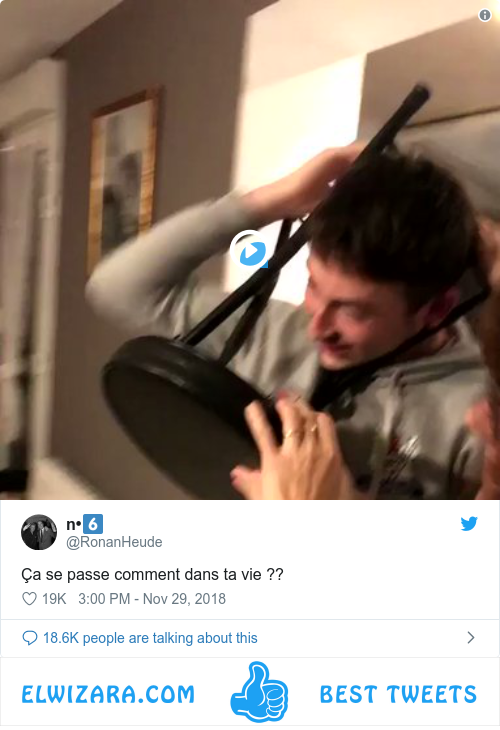 n•6
@RonanHeude
Ça se passe comment dans ta vie ??
19K 3:00 PM - Nov 29, 2018
18.6K people are talking about this
ELWIZARA.COM BEST TWEETS